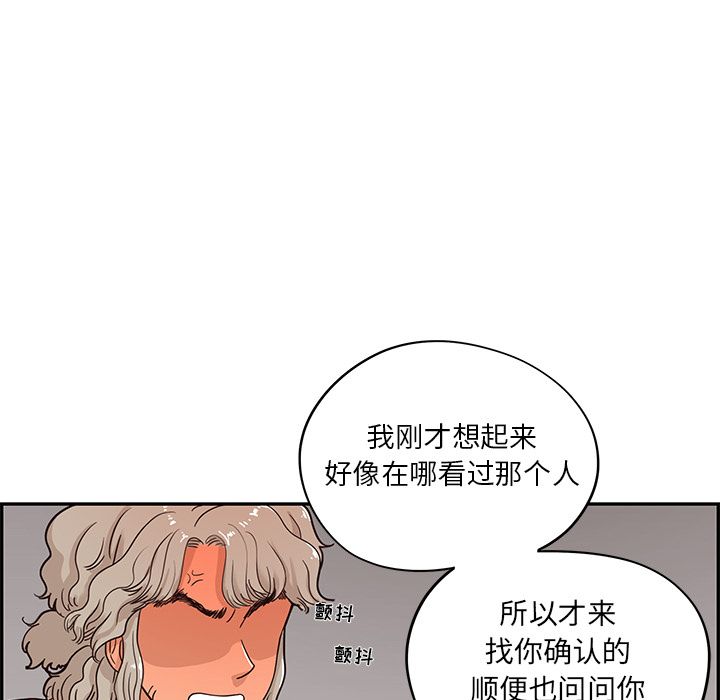 我刚才想起来
好像在哪看过那个人
颤抖
颤抖
所以才来
找你确认的
顺便也问问你